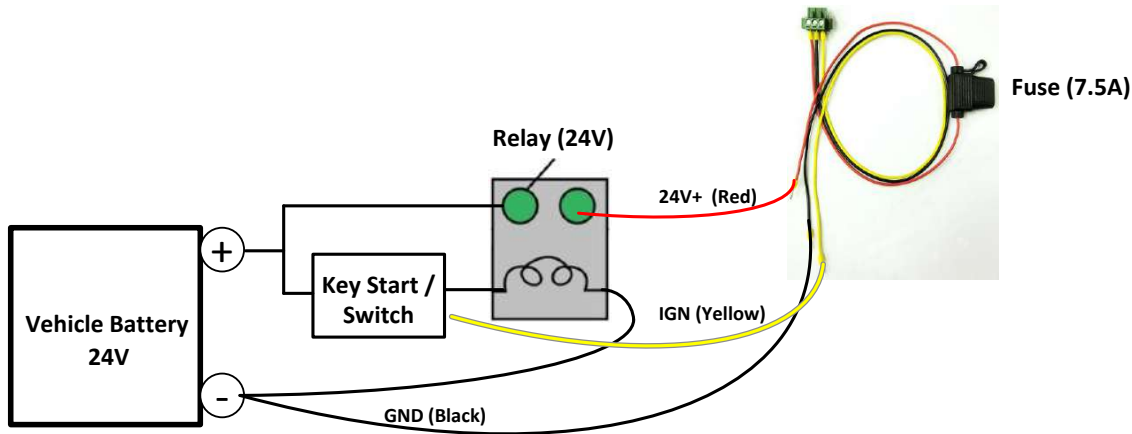 Fuse (7.5A)
Relay (24V)
24V+ (Red)
+
Key Start /
Switch
Vehicle Battery
24V
IGN (Yellow)
-
GND (Black)